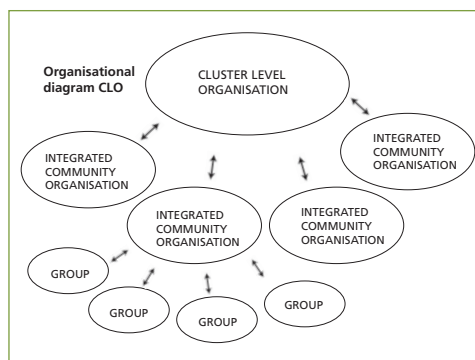 Organisational
diagram CLO
CLUSTER LEVEL
ORGANISATION
INTEGRATED
COMMUNITY
ORGANISATION
INTEGRATED
COMMUNITY
ORGANISATION
INTEGRATED
COMMUNITY
ORGANISATION
INTEGRATED
COMMUNITY
ORGANISATION
GROUP
GROUP
GROUP
GROUP